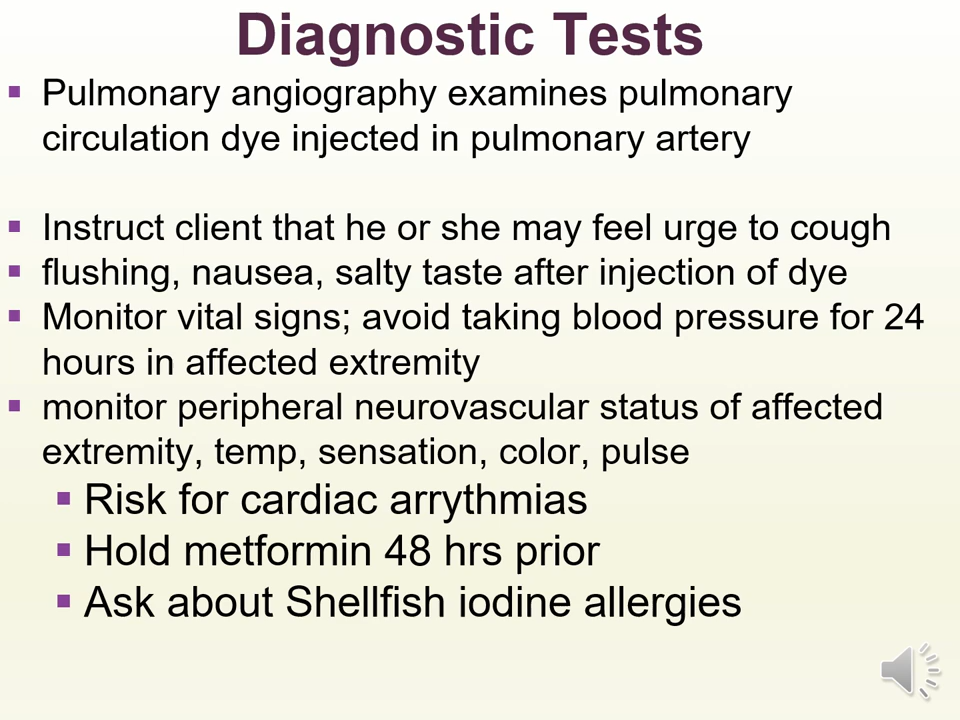 Diagnostic Tests
▪ Pulmonary angiography examines pulmonary
circulation dye injected in pulmonary artery
▪ Instruct client that he or she may feel urge to cough
▪ flushing, nausea, salty taste after injection of dye
▪ Monitor vital signs; avoid taking blood pressure for 24
hours in affected extremity
▪ monitor peripheral neurovascular status of affected
extremity, temp, sensation, color, pulse
▪ Risk for cardiac arrythmias
▪ Hold metformin 48 hrs prior
▪ Ask about Shellfish iodine allergies